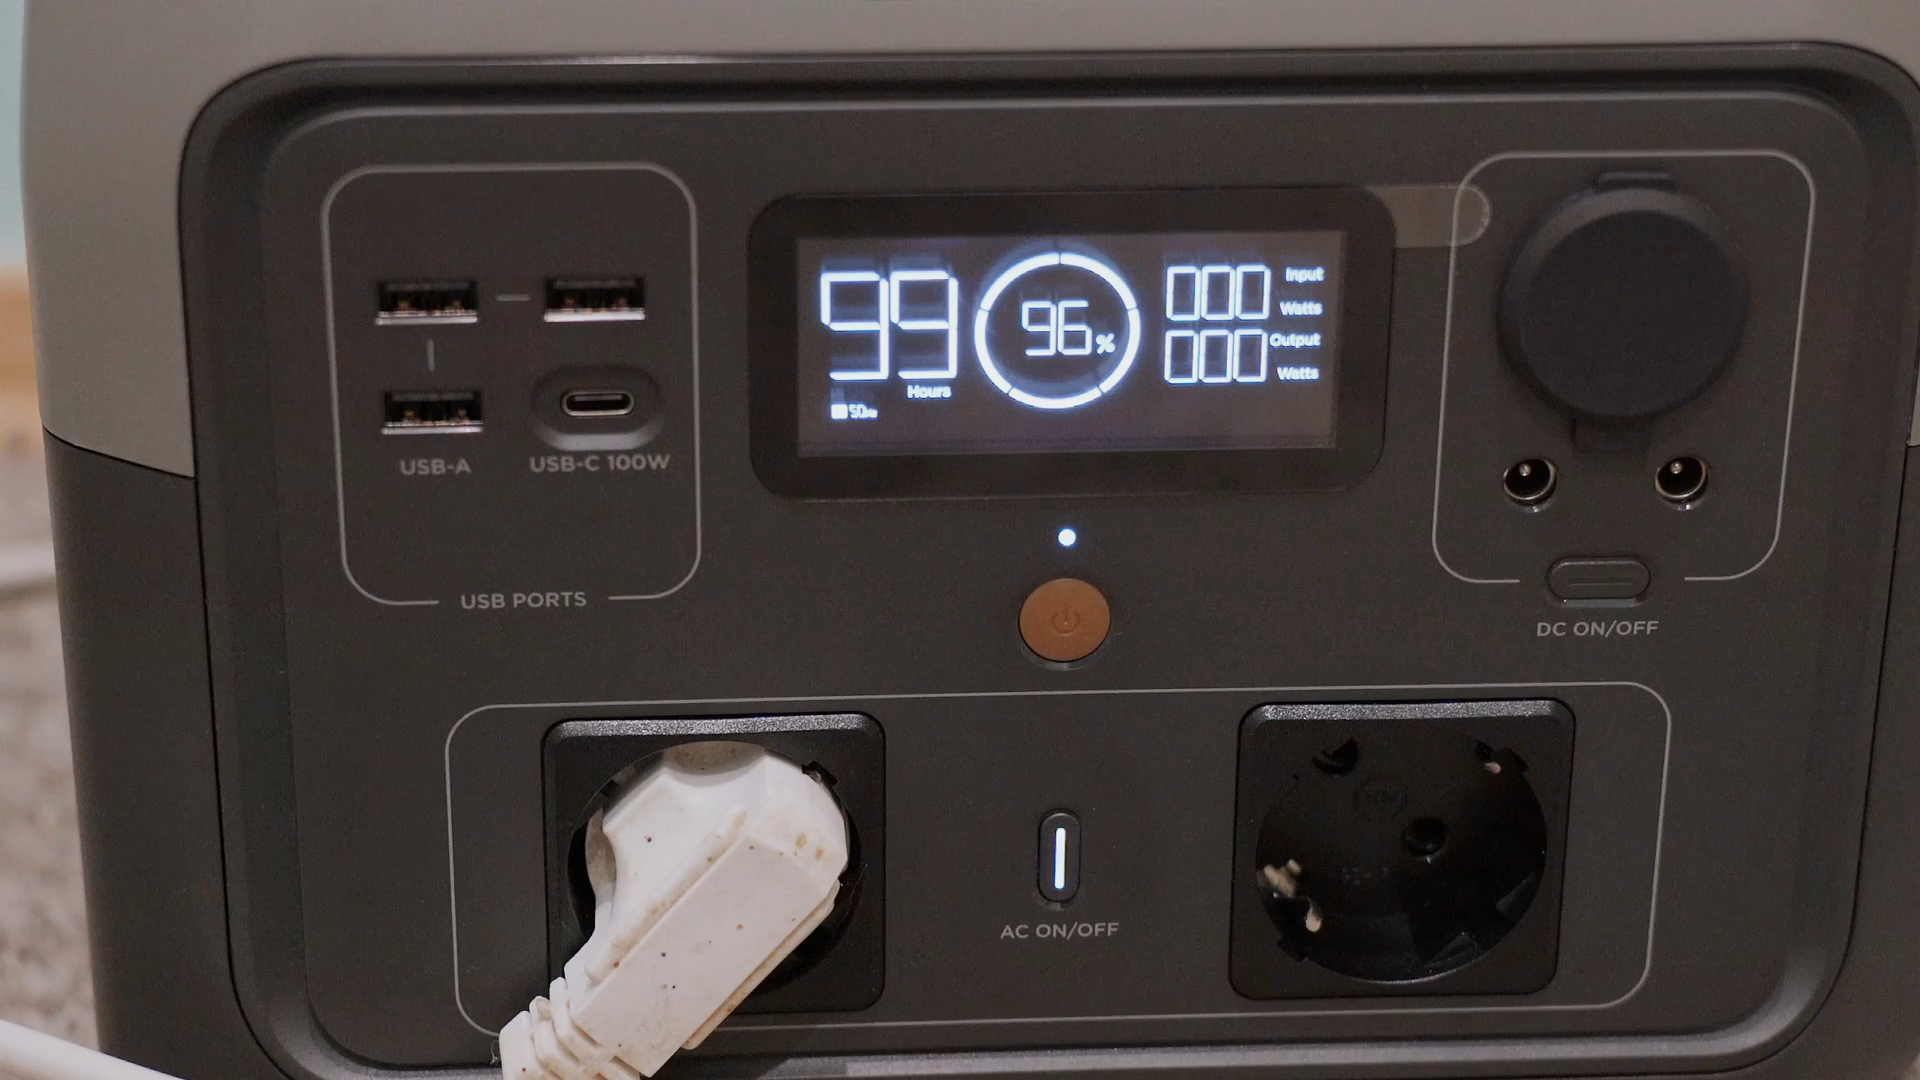 99
Hours
50Hz
96%
000
Input
Watts
000
Output
Watts
USB-A
USB-C 100W
USB PORTS
DC ON/OFF
AC ON/OFF